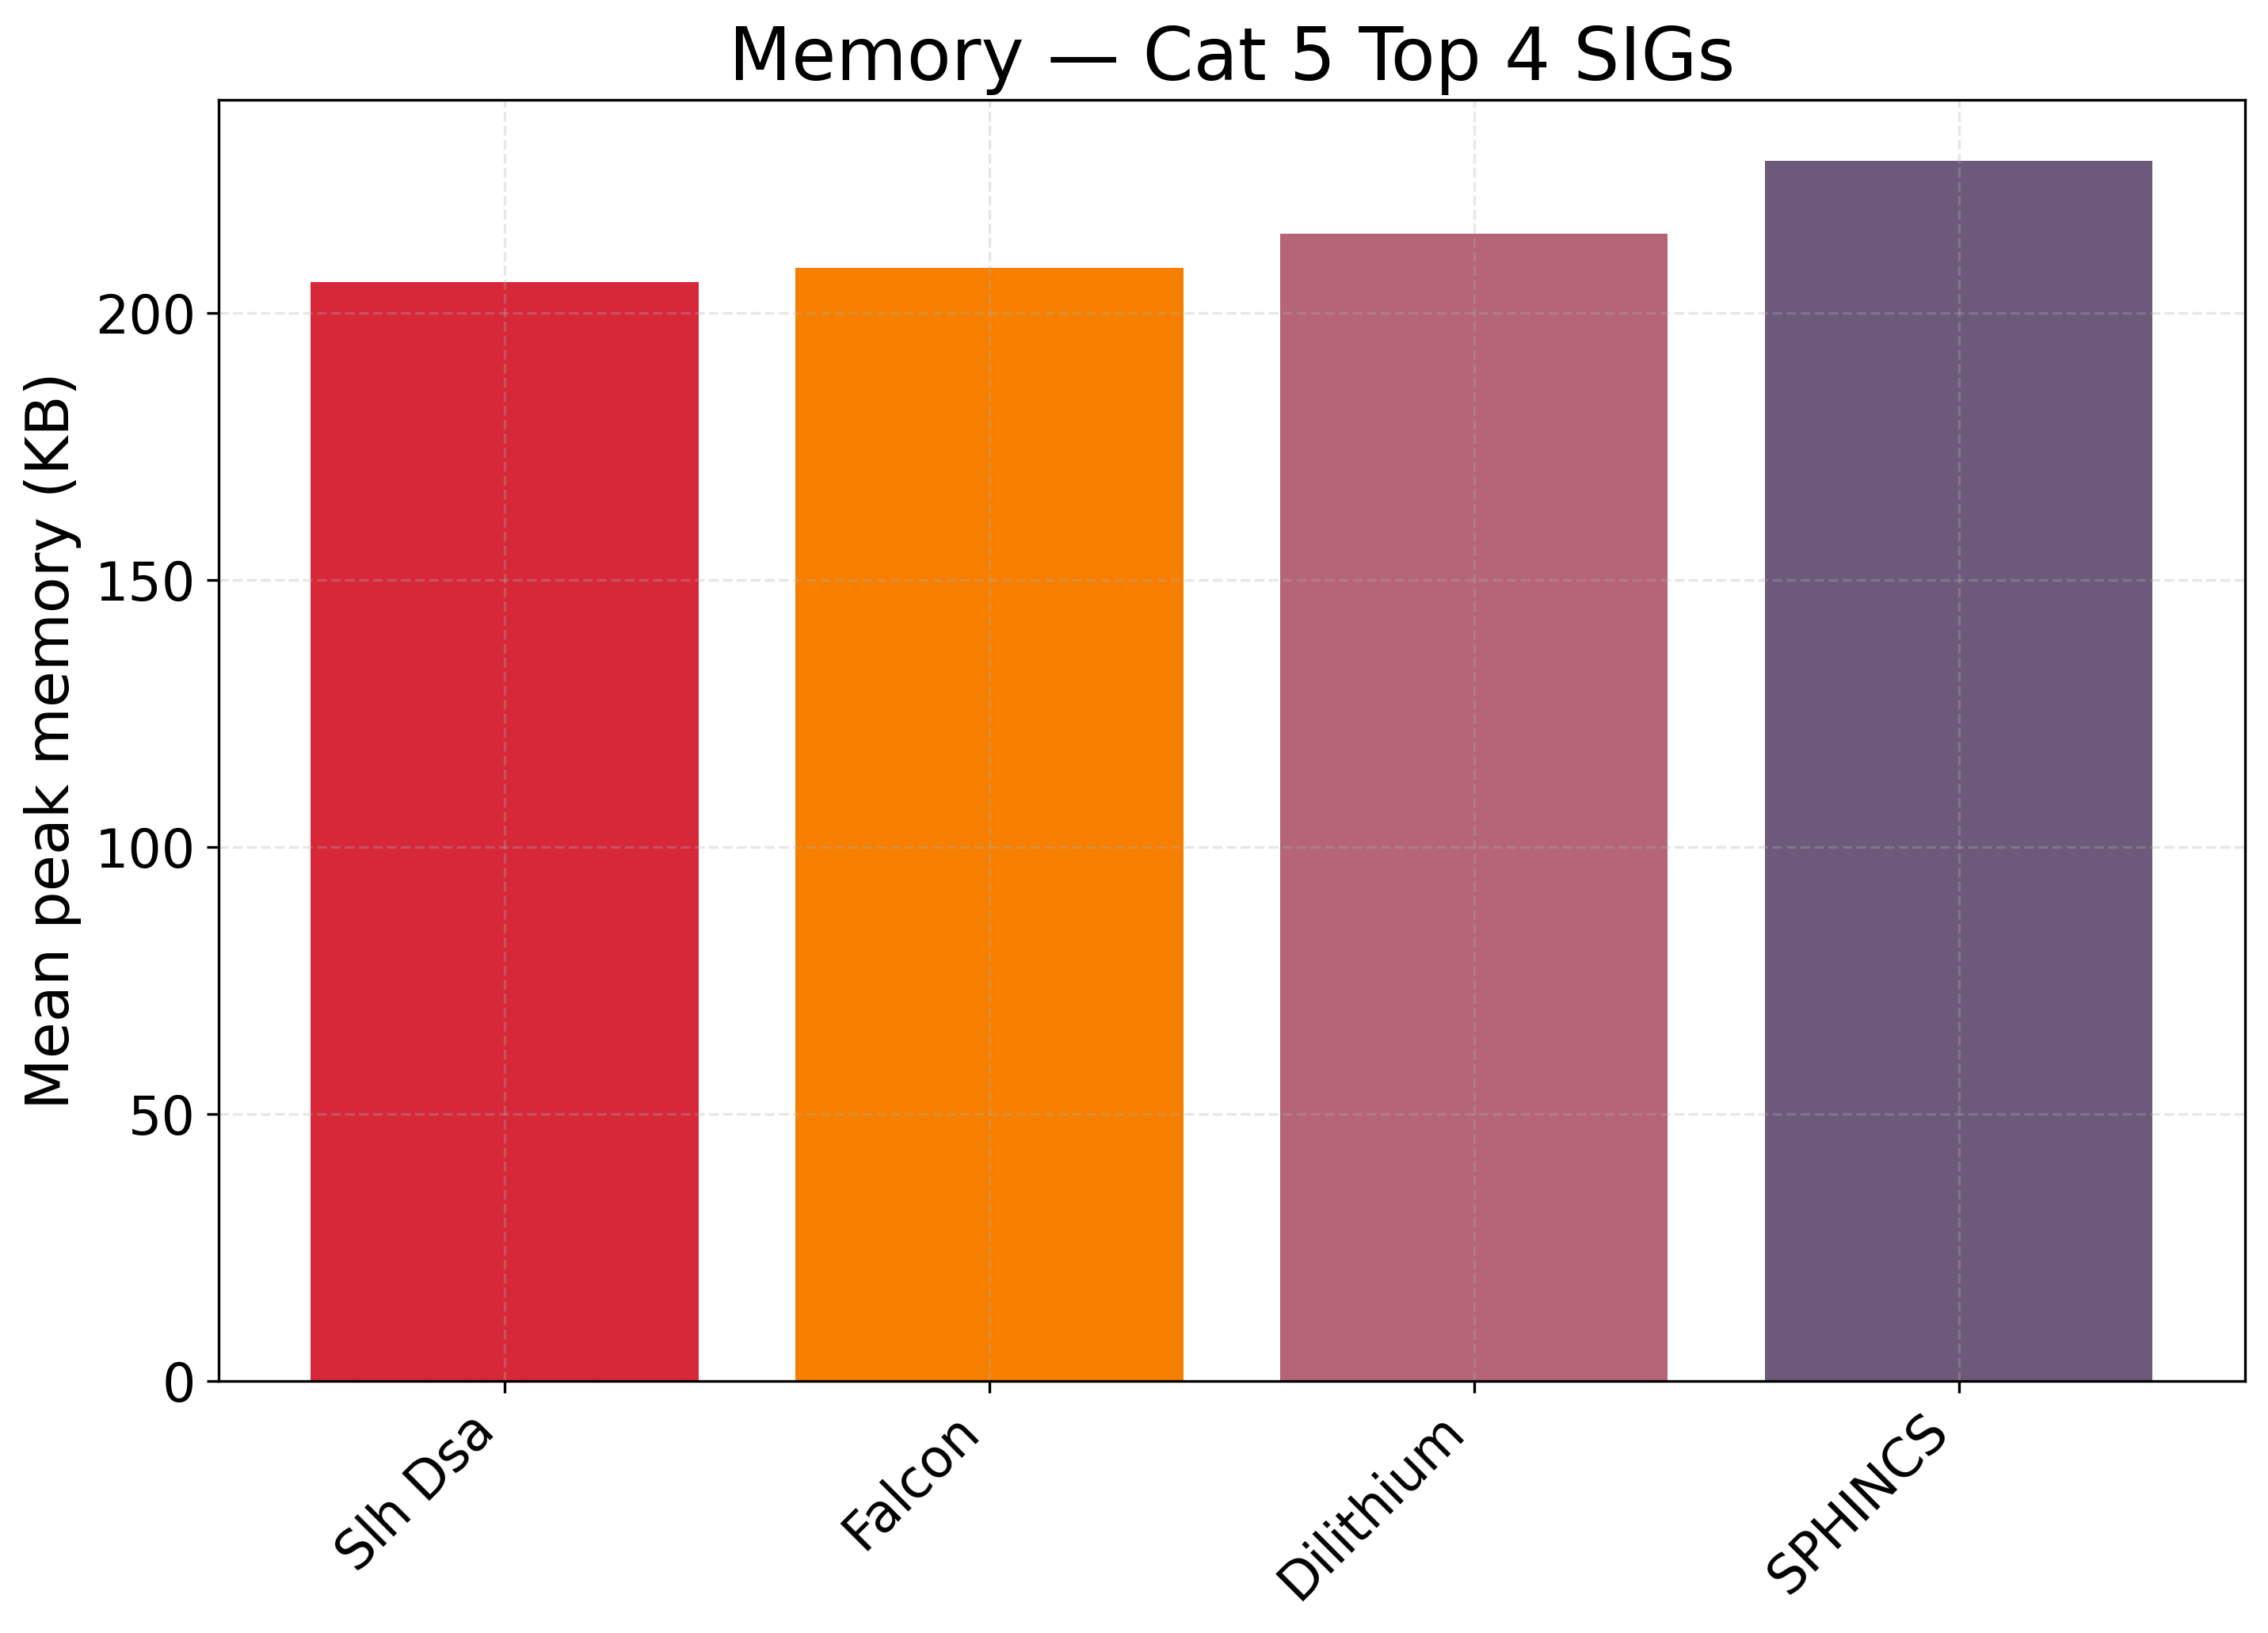 Memory — Cat 5 Top 4 SIGs
Mean peak memory (KB)
200
150
100
50
0
Slh Dsa
Falcon
Dilithium
SPHINCS